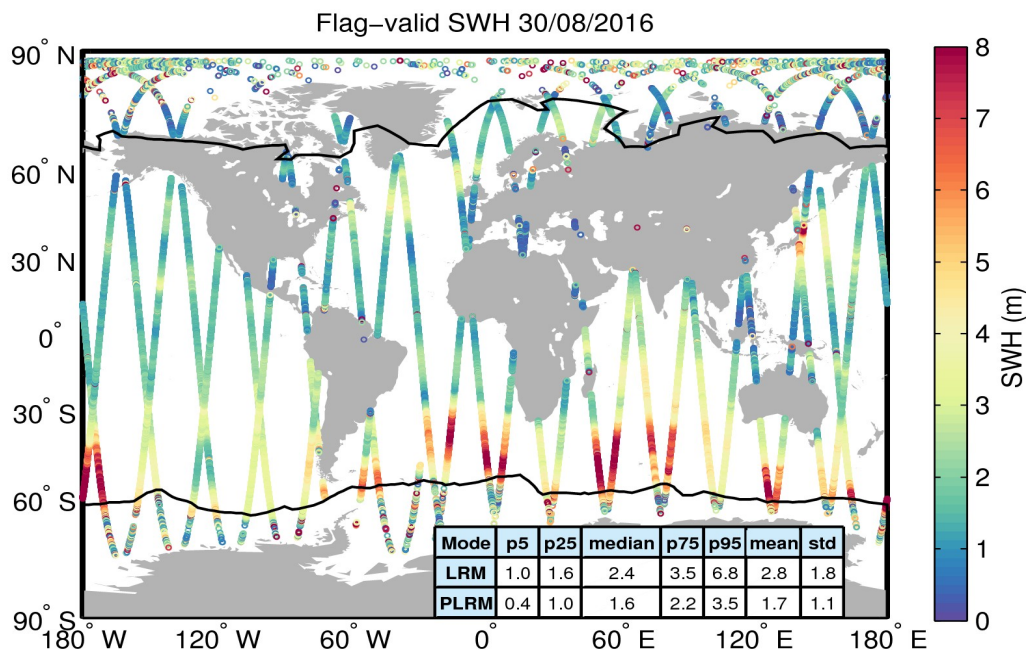 Flag−valid SWH 30/08/2016
90° N
60° N
30° N
0°
30° S
60° S
90° S
180° W
120° W
60° W
0°
60° E
120° E
180° E
Mode p5 p25 median p75 p95 mean std
LRM 1.0 1.6 2.4 3.5 6.8 2.8 1.8
PLRM 0.4 1.0 1.6 2.2 3.5 1.7 1.1
8
7
6
5
4
3
2
1
0
SWH (m)